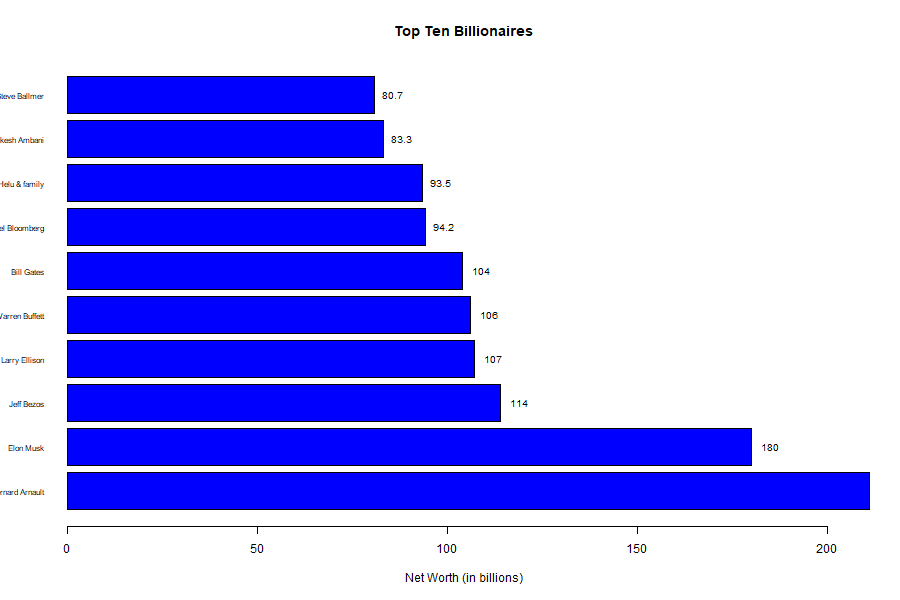 Top Ten Billionaires
Steve Ballmer 80.7
kesh Ambani 83.3
Helu & family 93.5
el Bloomberg 94.2
Bill Gates 104
Warren Buffett 106
Larry Ellison 107
Jeff Bezos 114
Elon Musk 180
rnard Arnault
0 50 100 150 200
Net Worth (in billions)